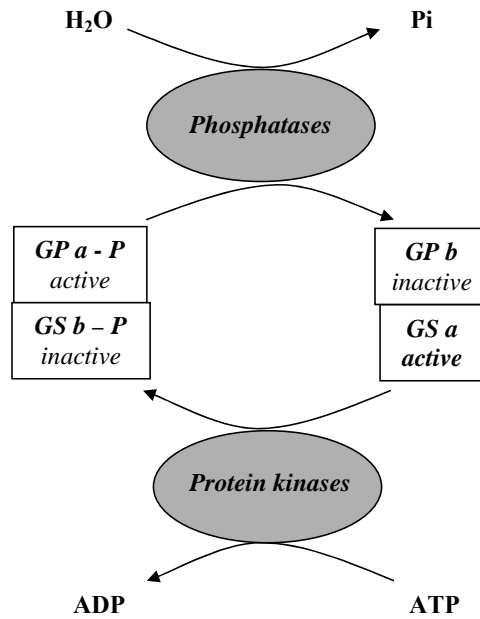 H₂O
Pi
Phosphatases
GP a - P
active
GP b
inactive
GS b – P
inactive
GS a
active
Protein kinases
ADP
ATP